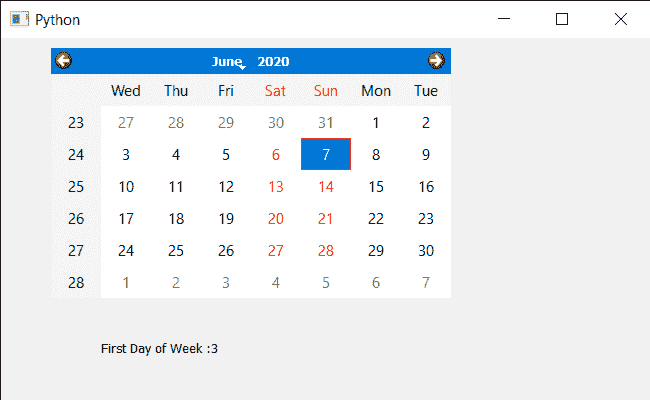 Python
June 2020
Wed Thu Fri Sat Sun Mon Tue
23 27 28 29 30 31 1 2
24 3 4 5 6 7 8 9
25 10 11 12 13 14 15 16
26 17 18 19 20 21 22 23
27 24 25 26 27 28 29 30
28 1 2 3 4 5 6 7
First Day of Week :3